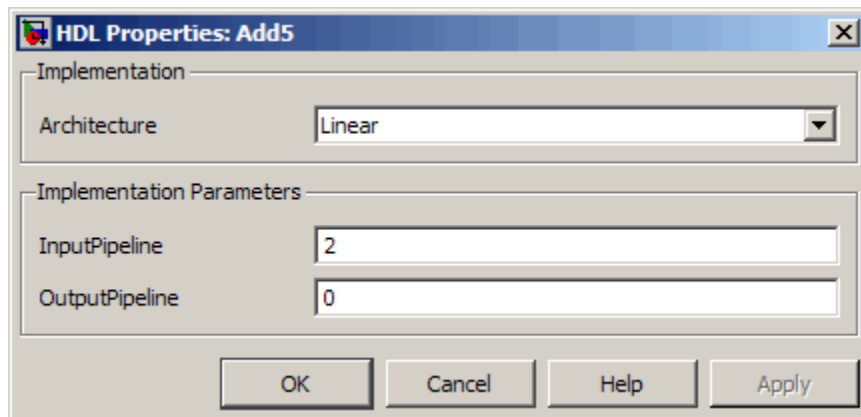 HDL Properties: Add5
Implementation
Architecture Linear
Implementation Parameters
InputPipeline 2
OutputPipeline 0
OK Cancel Help Apply